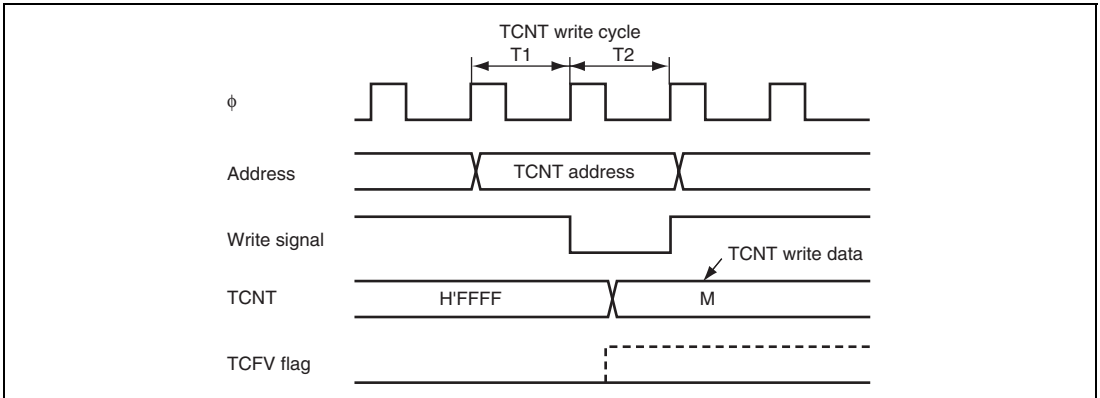 TCNT write cycle
T1 T2
ϕ
Address
TCNT address
Write signal
TCNT write data
TCNT
H'FFFF
M
TCFV flag